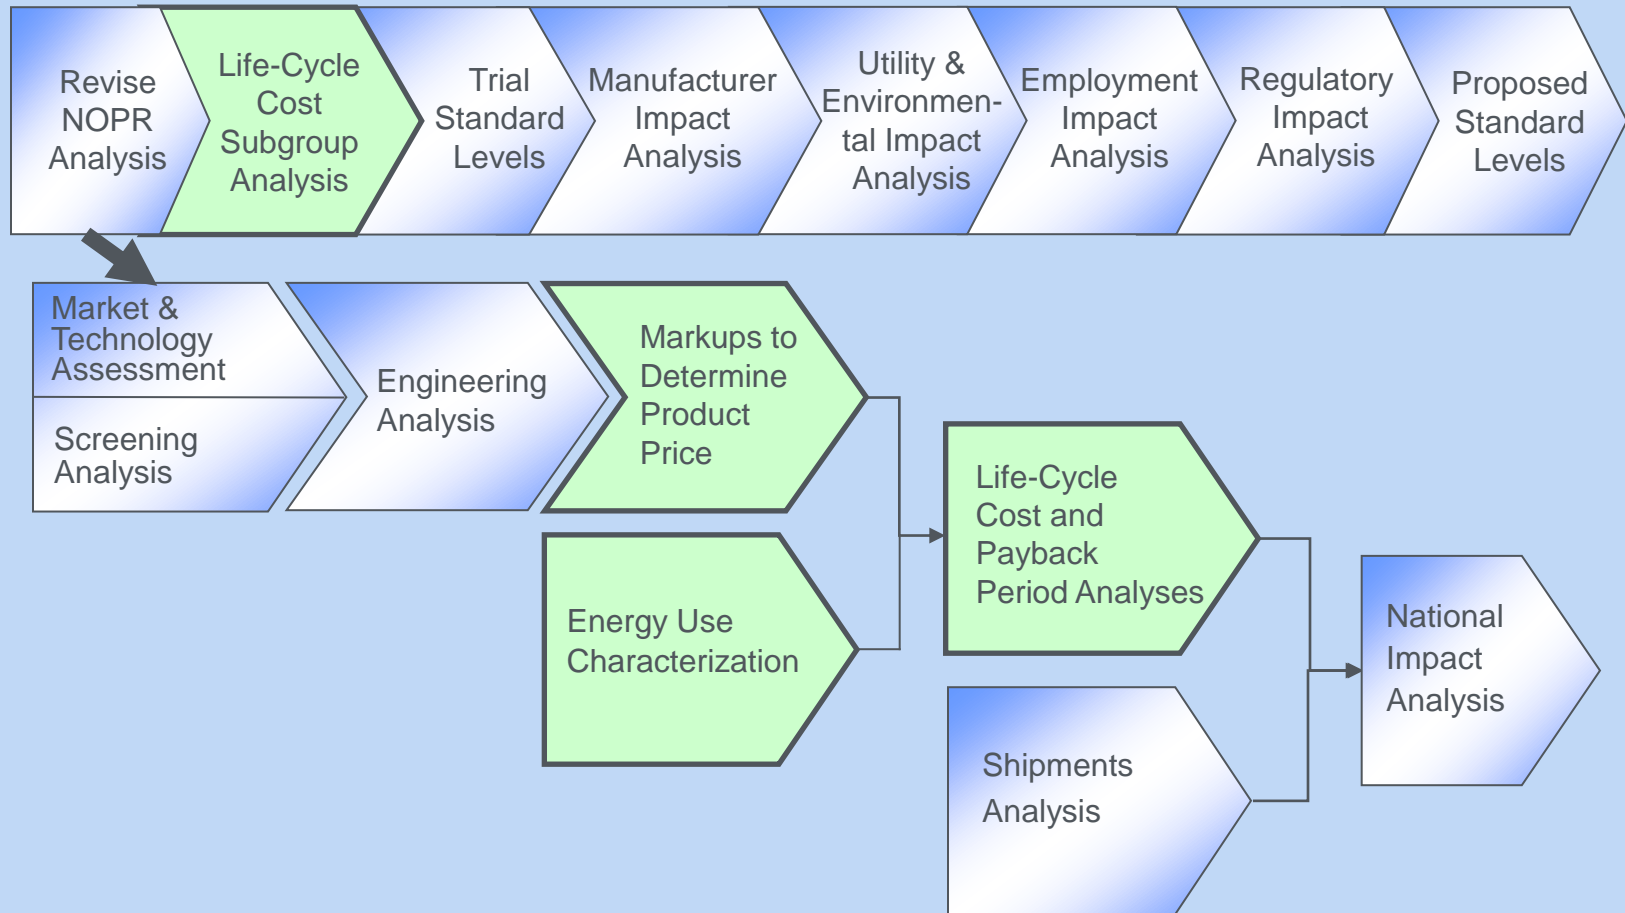 Revise
NOPR
Analysis
Life-Cycle
Cost
Subgroup
Analysis
Trial
Standard
Levels
Manufacturer
Impact
Analysis
Utility &
Environmen-
tal Impact
Analysis
Employment
Impact
Analysis
Regulatory
Impact
Analysis
Proposed
Standard
Levels
Market &
Technology
Assessment
Screening
Analysis
Engineering
Analysis
Markups to
Determine
Product
Price
Energy Use
Characterization
Life-Cycle
Cost and
Payback
Period Analyses
Shipments
Analysis
National
Impact
Analysis